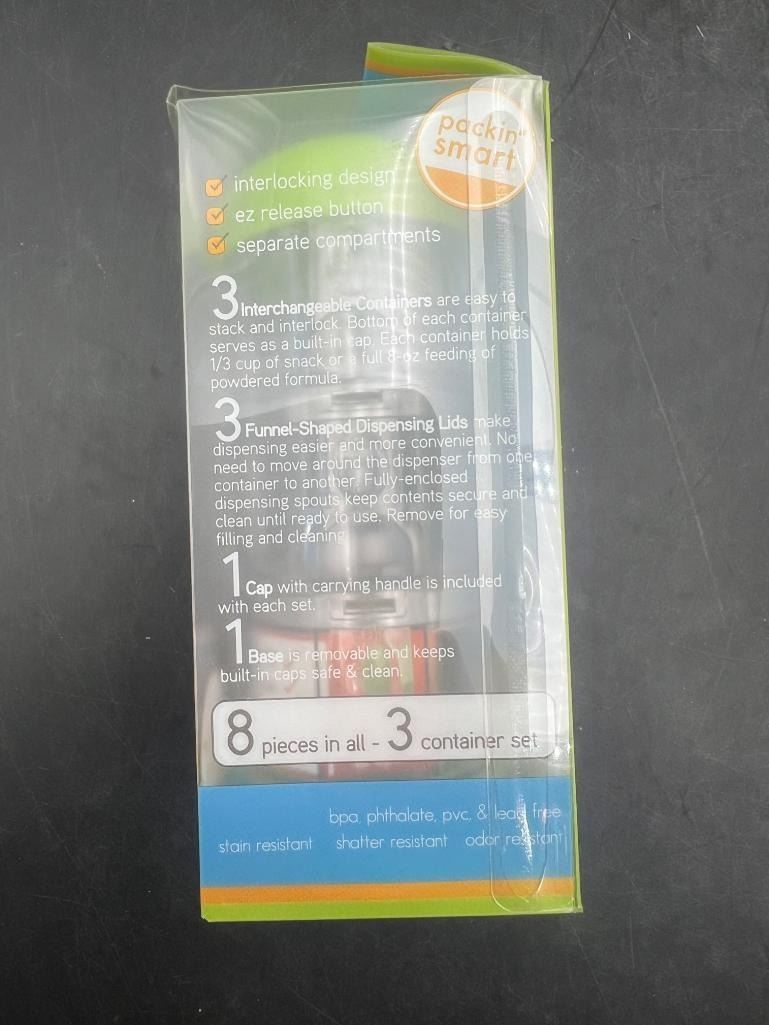 packin'
smart
interlocking design
ez release button
separate compartments
3 Interchangeable Containers are easy to
stack and interlock. Bottom of each container
serves as a built-in cap. Each container holds
1/3 cup of snack or a full 8-oz feeding of
powdered formula.
3 Funnel-Shaped Dispensing Lids make
dispensing easier and more convenient. No
need to move around the dispenser from one
container to another. Fully-enclosed
dispensing spouts keep contents secure and
clean until ready to use. Remove for easy
filling and cleaning.
1 Cap with carrying handle is included
with each set.
1 Base is removable and keeps
built-in caps safe & clean.
8 pieces in all - 3 container set
bpa, phthalate, pvc, & lead free
stain resistant shatter resistant odor resistant